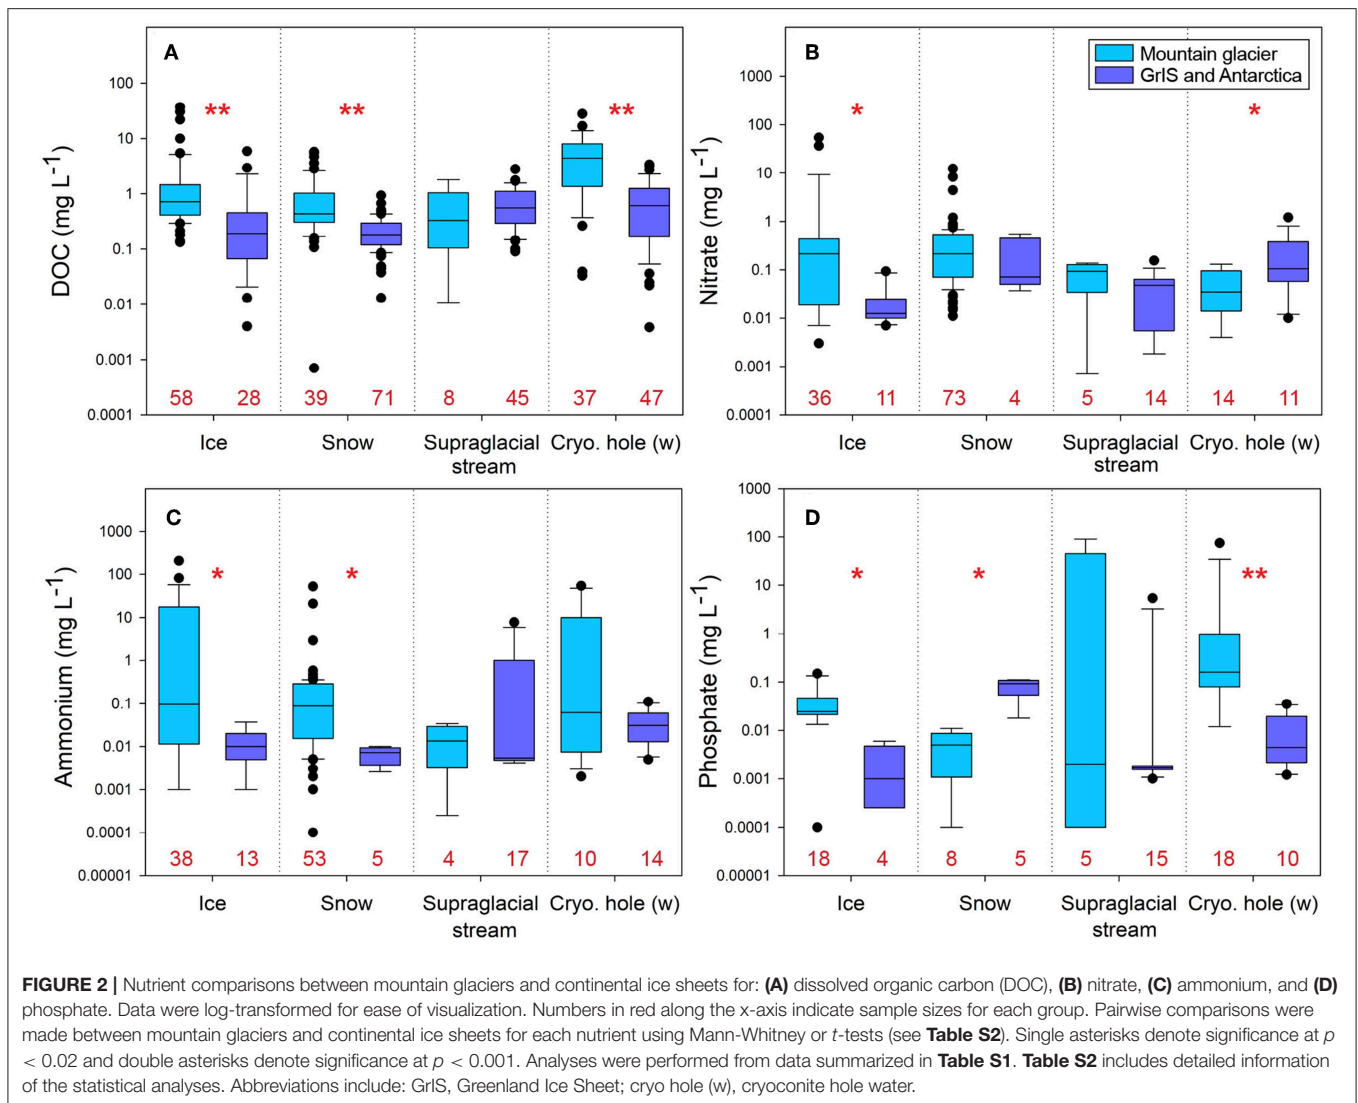 A
DOC (mg L-1)
100
10
1
0.1
0.01
0.001
0.0001
** ** **
58 28 39 71 8 45 37 47
Ice Snow Supraglacial stream Cryo. hole (w)
B
Mountain glacier
GrIS and Antarctica
Nitrate (mg L-1)
1000
100
10
1
0.1
0.01
0.001
0.0001
* *
36 11 73 4 5 14 14 11
Ice Snow Supraglacial stream Cryo. hole (w)
C
Ammonium (mg L-1)
1000
100
10
1
0.1
0.01
0.001
0.0001
0.00001
* *
38 13 53 5 4 17 10 14
Ice Snow Supraglacial stream Cryo. hole (w)
D
Phosphate (mg L-1)
1000
100
10
1
0.1
0.01
0.001
0.0001
0.00001
* * **
18 4 8 5 5 15 18 10
Ice Snow Supraglacial stream Cryo. hole (w)
FIGURE 2 | Nutrient comparisons between mountain glaciers and continental ice sheets for: (A) dissolved organic carbon (DOC), (B) nitrate, (C) ammonium, and (D)
phosphate. Data were log-transformed for ease of visualization. Numbers in red along the x-axis indicate sample sizes for each group. Pairwise comparisons were
made between mountain glaciers and continental ice sheets for each nutrient using Mann-Whitney or t-tests (see Table S2). Single asterisks denote significance at p
< 0.02 and double asterisks denote significance at p < 0.001. Analyses were performed from data summarized in Table S1. Table S2 includes detailed information
of the statistical analyses. Abbreviations include: GrIS, Greenland Ice Sheet; cryo hole (w), cryoconite hole water.